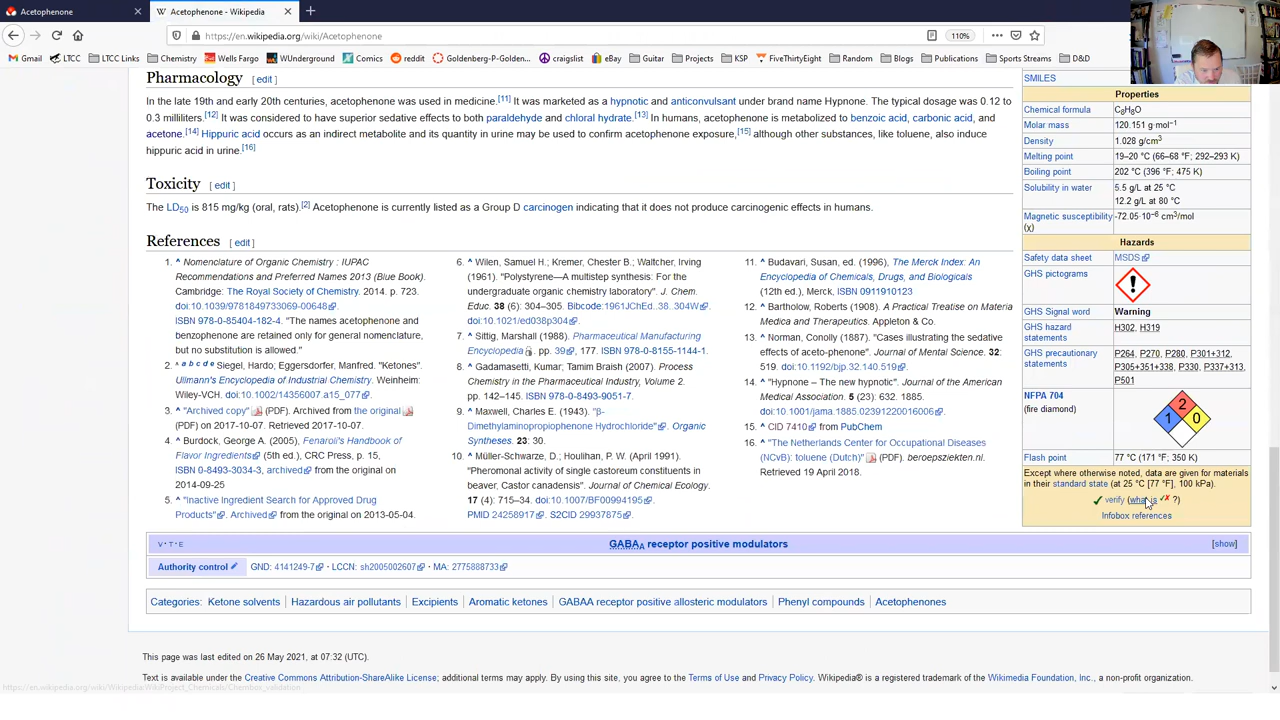 Acetophenone
W Acetophenone - Wikipedia
https://en.wikipedia.org/wiki/Acetophenone
110%
Gmail LTCC LTCC Links Chemistry Wells Fargo WUnderground Comics reddit Goldenberg-P-Golden... craigslist eBay Guitar Projects KSP FiveThirtyEight Random Blogs Publications Sports Streams D&D
Pharmacology [edit]
In the late 19th and early 20th centuries, acetophenone was used in medicine.[11] It was marketed as a hypnotic and anticonvulsant under brand name Hypnone. The typical dosage was 0.12 to
0.3 milliliters.[12] It was considered to have superior sedative effects to both paraldehyde and chloral hydrate.[13] In humans, acetophenone is metabolized to benzoic acid, carbonic acid, and
acetone.[14] Hippuric acid occurs as an indirect metabolite and its quantity in urine may be used to confirm acetophenone exposure,[15] although other substances, like toluene, also induce
hippuric acid in urine.[16]
Toxicity [edit]
The LD50 is 815 mg/kg (oral, rats).[2] Acetophenone is currently listed as a Group D carcinogen indicating that it does not produce carcinogenic effects in humans.
References [edit]
1. ^ Nomenclature of Organic Chemistry : IUPAC
Recommendations and Preferred Names 2013 (Blue Book).
Cambridge: The Royal Society of Chemistry. 2014. p. 723.
doi:10.1039/9781849733069-00648.
ISBN 978-0-85404-182-4. "The names acetophenone and
benzophenone are retained only for general nomenclature,
but no substitution is allowed."
2. ^ a b c d e Siegel, Hardo; Eggersdorfer, Manfred. "Ketones".
Ullmann's Encyclopedia of Industrial Chemistry. Weinheim:
Wiley-VCH. doi:10.1002/14356007.a15_077.
3. ^ "Archived copy" (PDF). Archived from the original
(PDF) on 2017-10-07. Retrieved 2017-10-07.
4. ^ Burdock, George A. (2005), Fenaroli's Handbook of
Flavor Ingredients (5th ed.), CRC Press, p. 15,
ISBN 0-8493-3034-3, archived from the original on
2014-09-24
5. ^ "Inactive Ingredient Search for Approved Drug
Products". Archived from the original on 2013-05-04.
6. ^ Wilen, Samuel H.; Kremer, Chester B.; Waltcher, Irving
(1961). "Polystyrene—A multistep synthesis: For the
undergraduate organic chemistry laboratory". J. Chem.
Educ. 38 (6): 304–305. Bibcode:1961JChEd..38..304W.
doi:10.1021/ed038p304.
7. ^ Sittig, Marshall (1988). Pharmaceutical Manufacturing
Encyclopedia. pp. 39, 177. ISBN 978-0-8155-1144-1.
8. ^ Gadamasetti, Kumar; Tamim Braish (2007). Process
Chemistry in the Pharmaceutical Industry, Volume 2.
pp. 142–145. ISBN 978-0-8493-9051-7.
9. ^ Maxwell, Charles E. (1943). "β-
Dimethylaminopropiophenone Hydrochloride". Organic
Syntheses. 23: 30.
10. ^ Müller-Schwarze, D.; Houlihan, P. W. (April 1991).
"Pheromonal activity of single castoreum constituents in
beaver, Castor canadensis". Journal of Chemical Ecology.
17 (4): 715–34. doi:10.1007/BF00994195.
PMID 24258917. S2CID 29937875.
11. ^ Budavari, Susan, ed. (1996), The Merck Index: An
Encyclopedia of Chemicals, Drugs, and Biologicals
(12th ed.), Merck, ISBN 0911910123
12. ^ Bartholow, Roberts (1908). A Practical Treatise on Materia
Medica and Therapeutics. Appleton & Co.
13. ^ Norman, Conolly (1887). "Cases illustrating the sedative
effects of aceto-phenone". Journal of Mental Science. 32:
519. doi:10.1192/bjp.32.140.519.
14. ^ "Hypnone – The new hypnotic". Journal of the American
Medical Association. 5 (23): 632. 1885.
doi:10.1001/jama.1885.02391220016006.
15. ^ CID 7410 from PubChem
16. ^ "The Netherlands Center for Occupational Diseases
(NCvB): toluene (Dutch)" (PDF). beroepsziekten.nl.
Retrieved 19 April 2018.
SMILES
Properties
Chemical formula C8H8O
Molar mass 120.151 g·mol−1
Density 1.028 g/cm3
Melting point 19–20 °C (66–68 °F; 292–293 K)
Boiling point 202 °C (396 °F; 475 K)
Solubility in water 5.5 g/L at 25 °C
12.2 g/L at 80 °C
Magnetic susceptibility -72.05·10−6 cm3/mol
(χ)
Hazards
Safety data sheet MSDS
GHS pictograms
GHS Signal word Warning
GHS hazard H302, H319
statements
GHS precautionary P264, P270, P280, P301+312,
statements P305+351+338, P330, P337+313,
P501
NFPA 704
(fire diamond)
2
1 0
Flash point 77 °C (171 °F; 350 K)
Except where otherwise noted, data are given for materials
in their standard state (at 25 °C [77 °F], 100 kPa).
verify (what is ?)
Infobox references
V·T·E GABAA receptor positive modulators [show]
Authority control GND: 4141249-7 · LCCN: sh2005002607 · MA: 2775888733
Categories: Ketone solvents | Hazardous air pollutants | Excipients | Aromatic ketones | GABAA receptor positive allosteric modulators | Phenyl compounds | Acetophenones
This page was last edited on 26 May 2021, at 07:32 (UTC).
Text is available under the Creative Commons Attribution-ShareAlike License; additional terms may apply. By using this site, you agree to the Terms of Use and Privacy Policy. Wikipedia® is a registered trademark of the Wikimedia Foundation, Inc., a non-profit organization.
https://en.wikipedia.org/wiki/Wikipedia:WikiProject_Chemicals/Chembox_validation